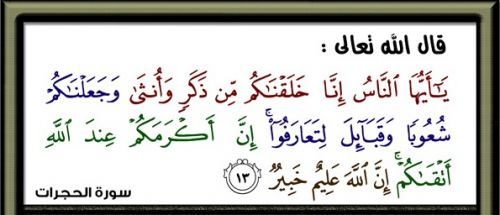 قال الله تعالى :
يَٰٓأَيُّهَا ٱلنَّاسُ إِنَّا خَلَقْنَٰكُم مِّن ذَكَرٍ وَأُنثَىٰ وَجَعَلْنَٰكُمْ
شُعُوبًا وَقَبَآئِلَ لِتَعَارَفُوٓا۟ ۚ إِنَّ أَكْرَمَكُمْ عِندَ ٱللَّهِ
أَتْقَىٰكُمْ ۚ إِنَّ ٱللَّهَ عَلِيمٌ خَبِيرٌ ١٣
سورة الحجرات